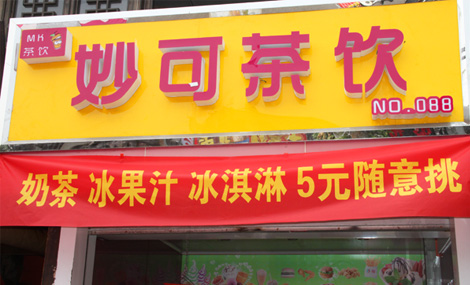 MK
茶饮
妙可茶饮
NO.088
奶茶 冰果汁 冰淇淋 5元随意挑